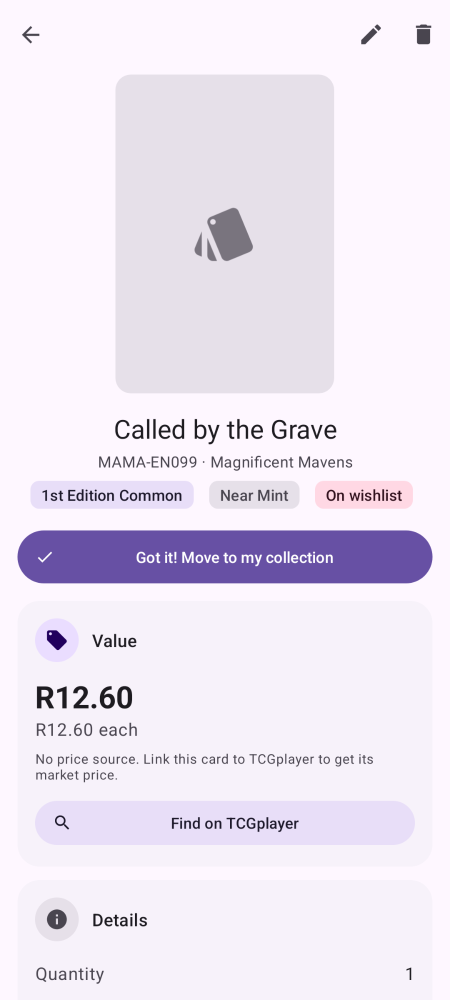 Called by the Grave
MAMA-EN099 · Magnificent Mavens
1st Edition Common
Near Mint
On wishlist
Got it! Move to my collection
Value
R12.60
R12.60 each
No price source. Link this card to TCGplayer to get its
market price.
Find on TCGplayer
Details
Quantity
1